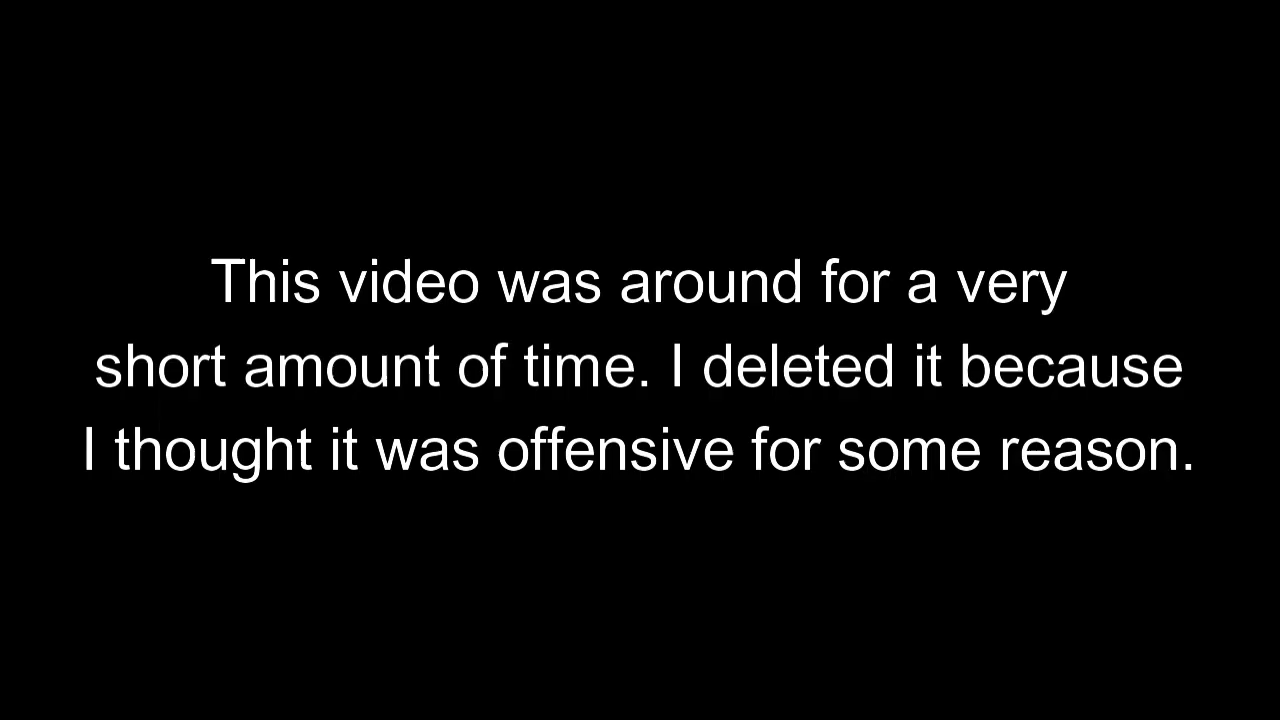 This video was around for a very
short amount of time. I deleted it because
I thought it was offensive for some reason.